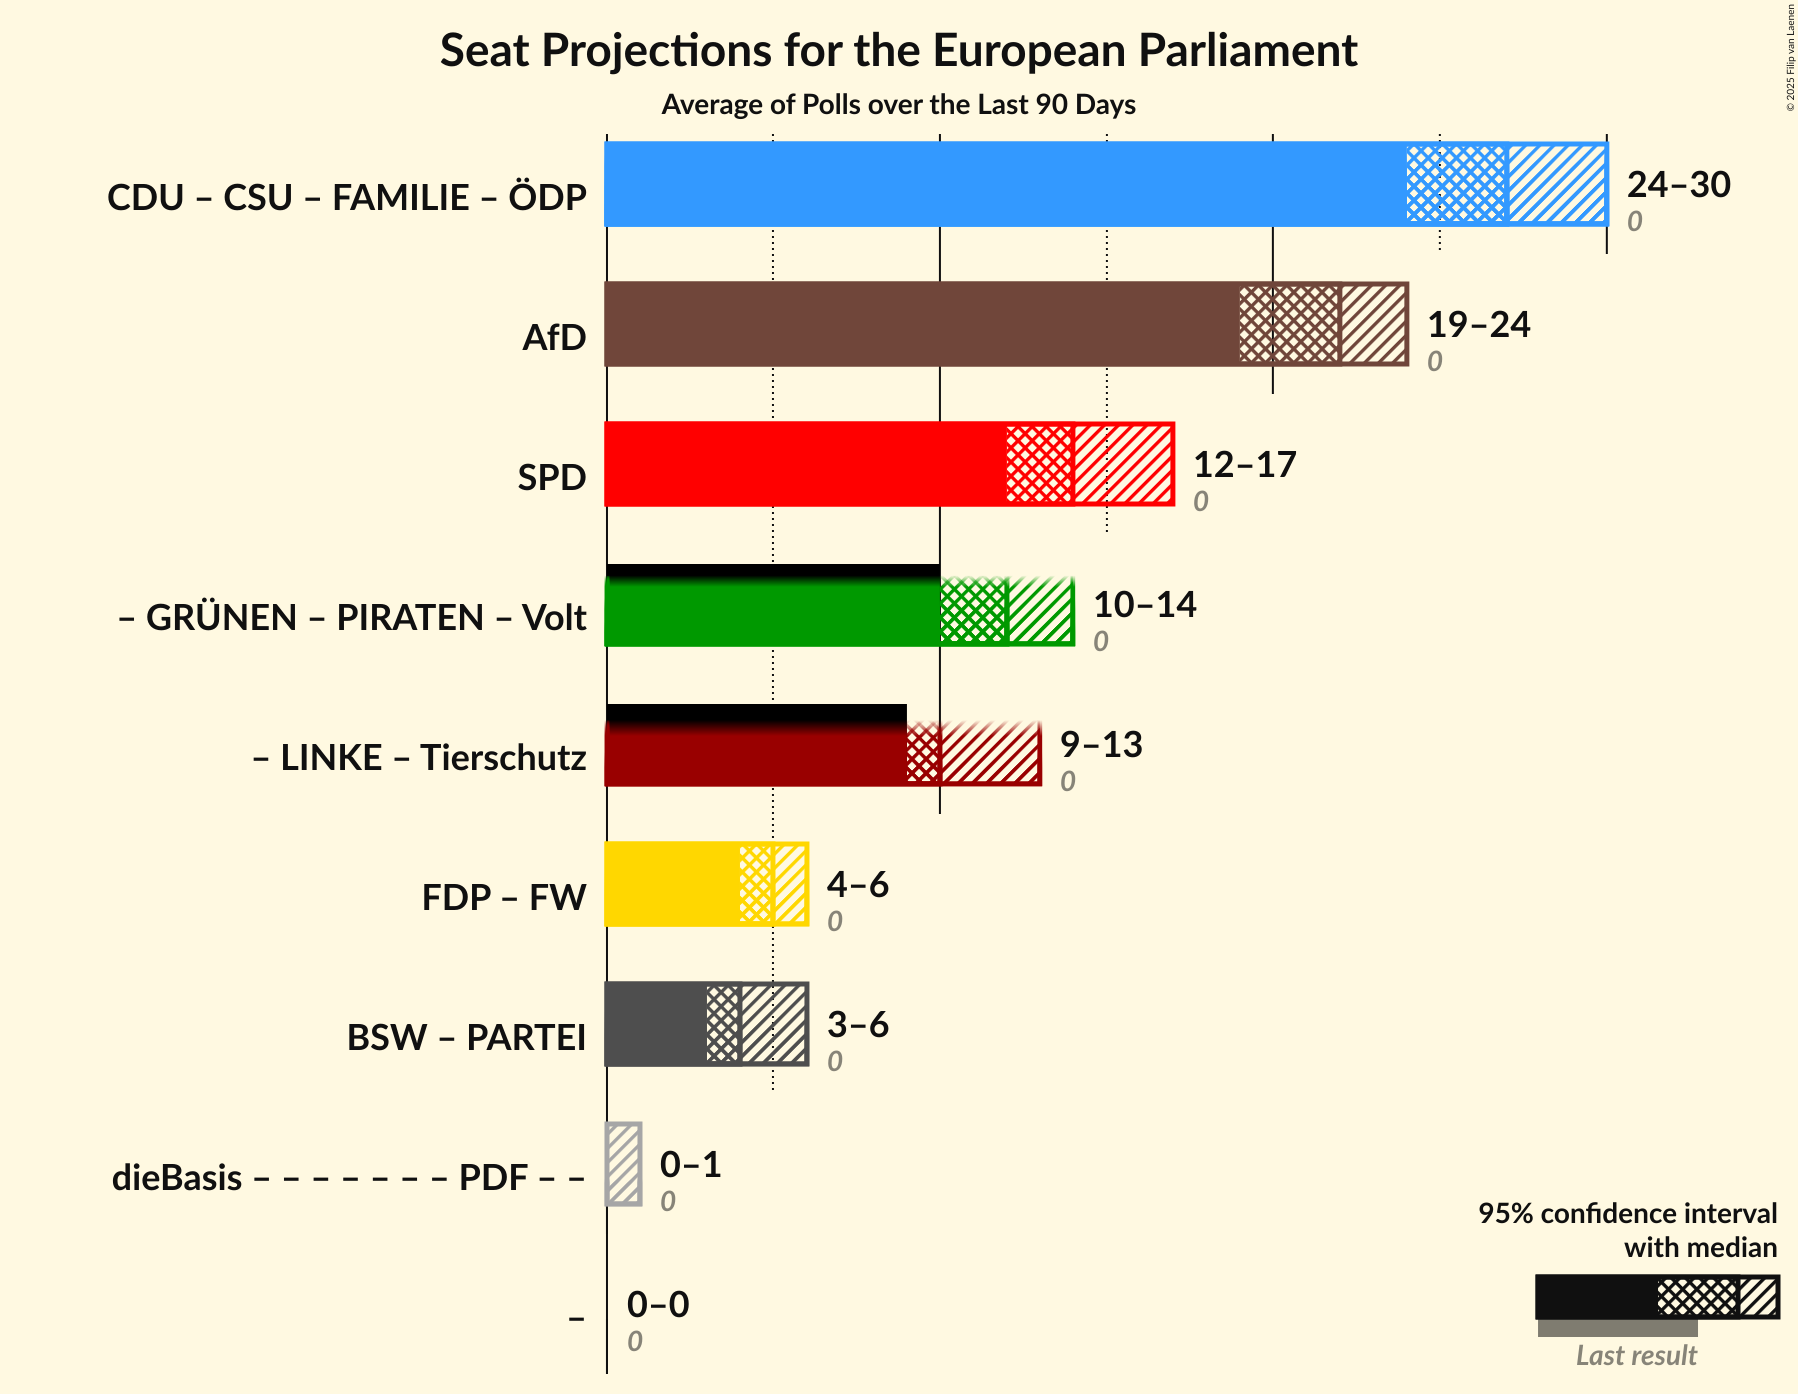 Seat Projections for the European Parliament
Average of Polls over the Last 90 Days
© 2025 Filip van Laenen
CDU – CSU – FAMILIE – ÖDP
24–30
0
AfD
19–24
0
SPD
12–17
0
– GRÜNEN – PIRATEN – Volt
10–14
0
– LINKE – Tierschutz
9–13
0
FDP – FW
4–6
0
BSW – PARTEI
3–6
0
dieBasis – – – – – – – PDF – –
0–1
0
–
0–0
0
95% confidence interval
with median
Last result